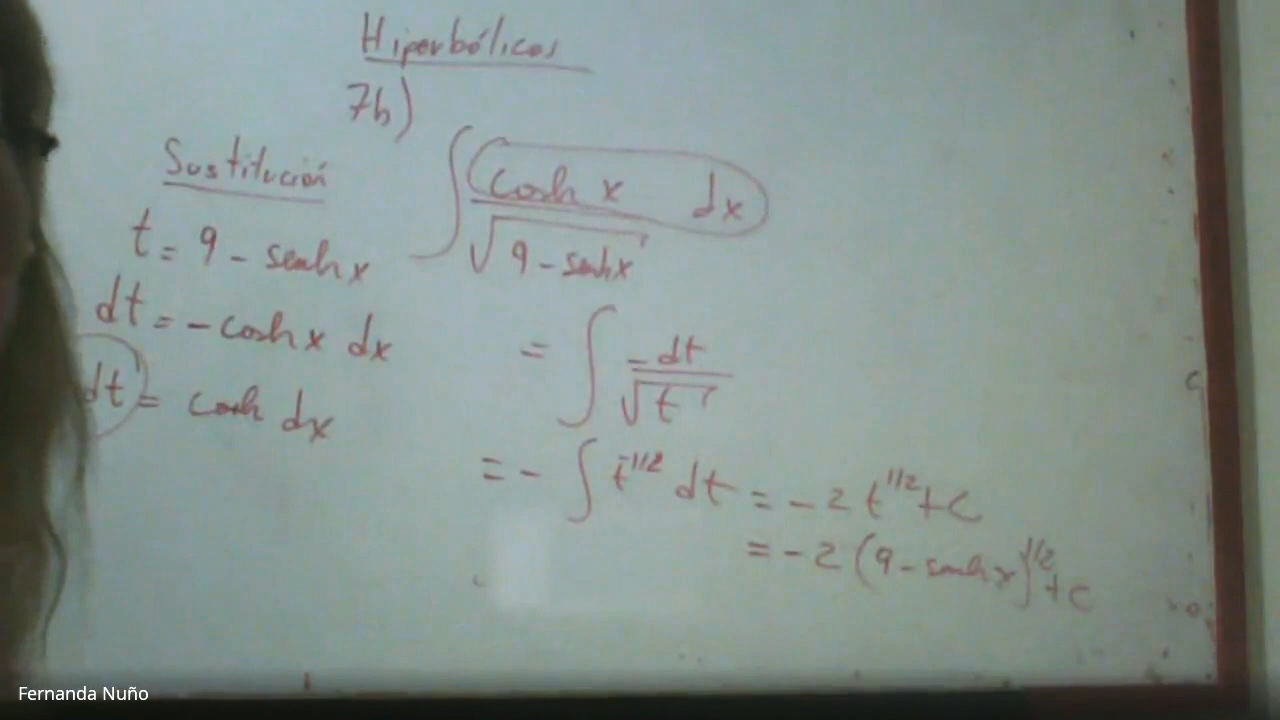 Hiperbólicos
7b)
Sustitución
∫ cosh x dx / √(9 - senh x)
t = 9 - senh x
dt = - cosh x dx
dt = cosh dx
= ∫ -dt / √t
= - ∫ t^-1/2 dt = -2 t^1/2 + C
= -2 (9 - senh x)^1/2 + C
Fernanda Nuño